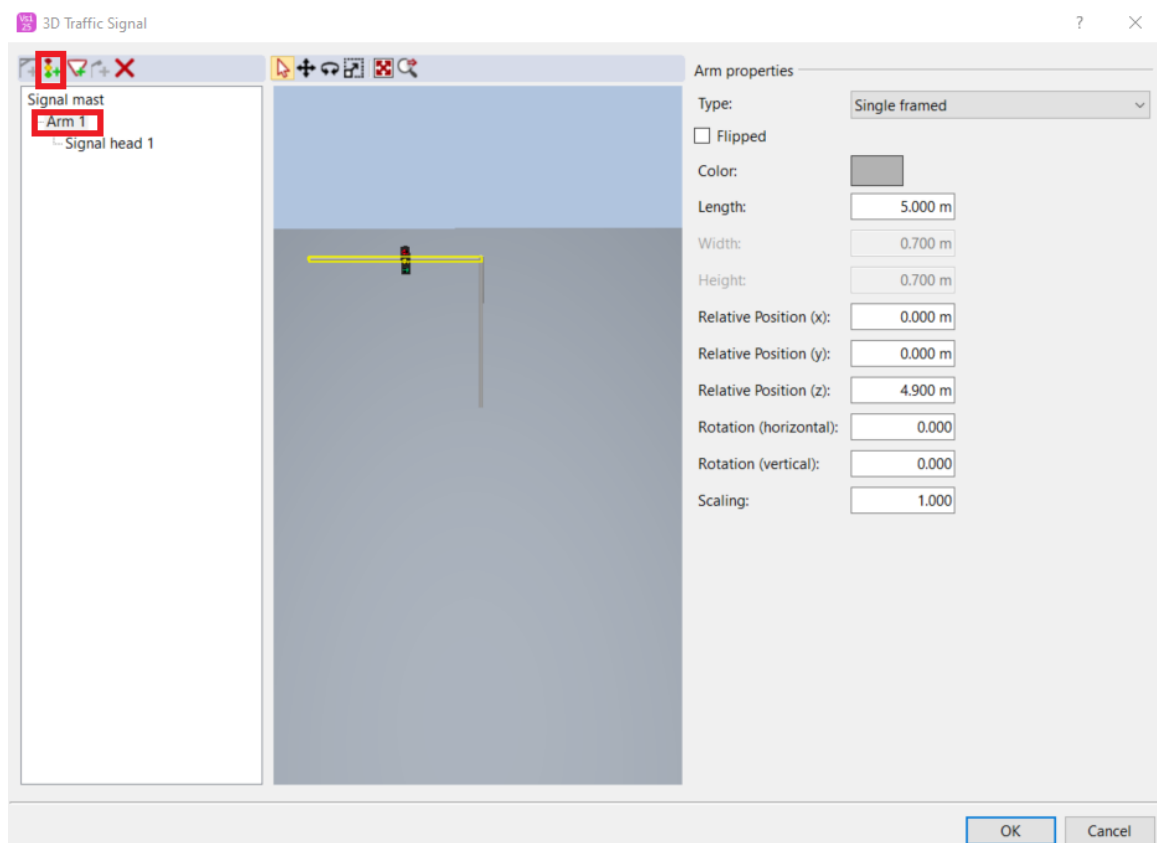 Vs1
25
3D Traffic Signal
?
Signal mast
Arm 1
Signal head 1
Arm properties
Type: Single framed
Flipped
Color:
Length: 5.000 m
Width: 0.700 m
Height: 0.700 m
Relative Position (x): 0.000 m
Relative Position (y): 0.000 m
Relative Position (z): 4.900 m
Rotation (horizontal): 0.000
Rotation (vertical): 0.000
Scaling: 1.000
OK Cancel